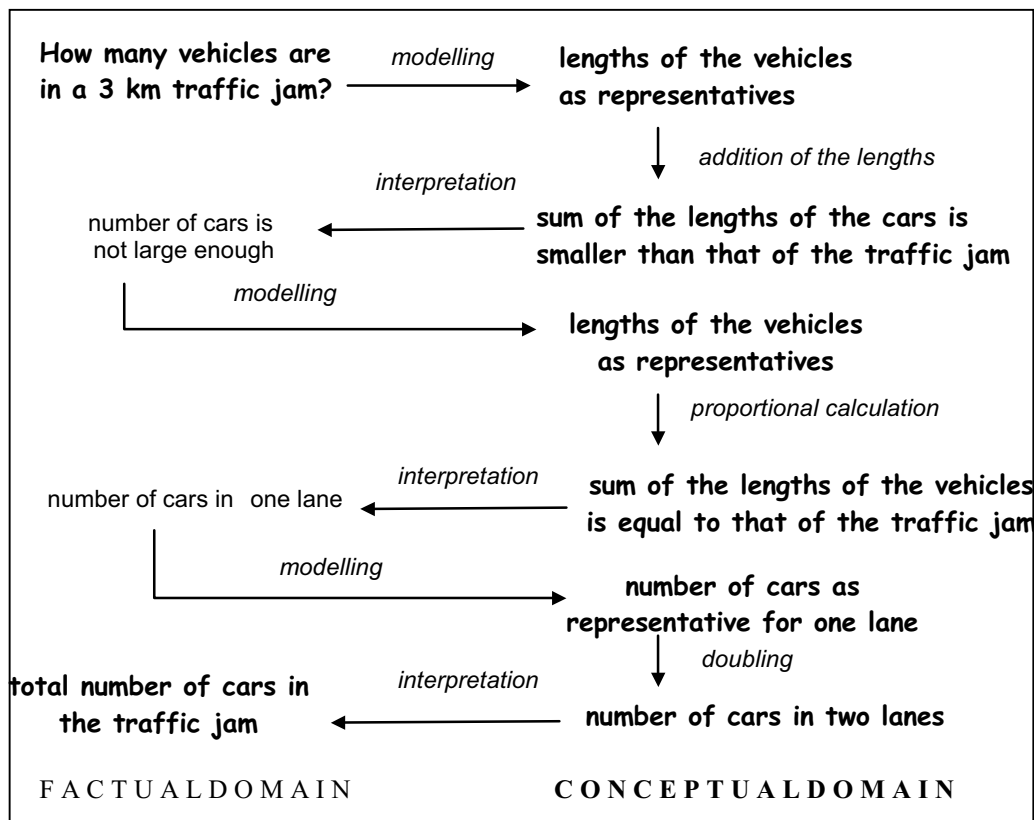 How many vehicles are
in a 3 km traffic jam?
modelling
lengths of the vehicles
as representatives
addition of the lengths
interpretation
number of cars is
not large enough
sum of the lengths of the cars is
smaller than that of the traffic jam
modelling
lengths of the vehicles
as representatives
proportional calculation
interpretation
number of cars in one lane
sum of the lengths of the vehicles
is equal to that of the traffic jam
modelling
number of cars as
representative for one lane
doubling
interpretation
total number of cars in
the traffic jam
number of cars in two lanes
F A C T U A L D O M A I N
C O N C E P T U A L D O M A I N